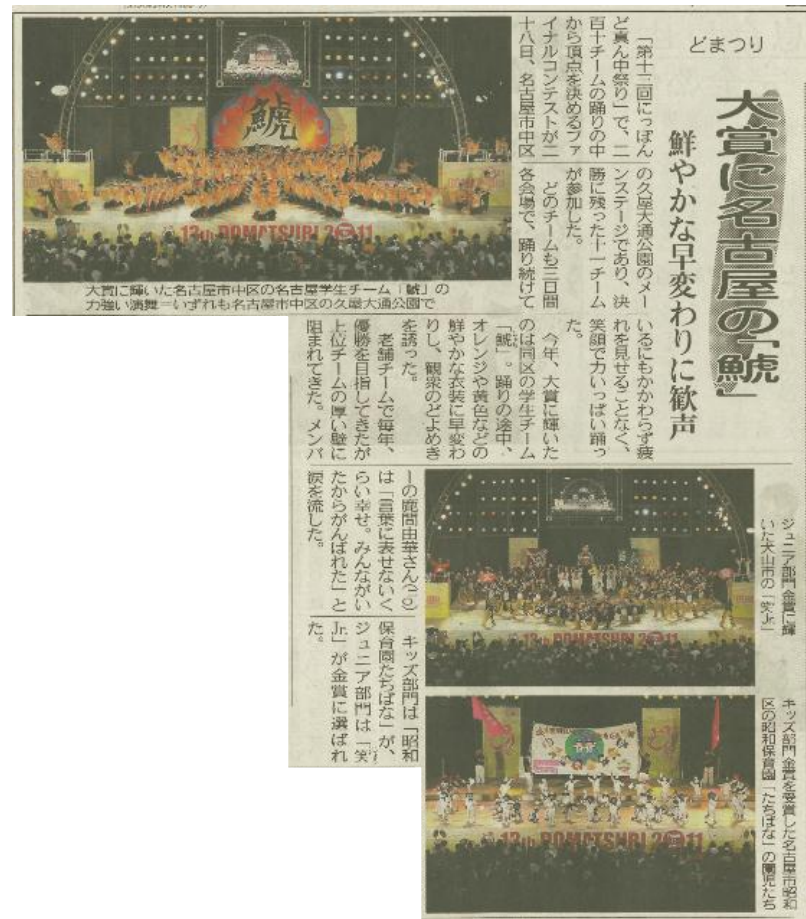 どまつり
大賞に名古屋の「鯱」
鮮やかな早変わりに歓声
「第十三回にっぽん
ど真ん中祭り」で、二
百十チームの踊りの中
から頂点を決めるファ
イナルコンテストが二
十八日、名古屋市中区
の久屋大通公園のメー
ンステージであり、決
勝に残った十一チーム
が参加した。
どのチームも三日間
各会場で、踊り続けて
いるにもかかわらず疲
れを見せることなく、
笑顔で力いっぱい踊っ
た。
今年、大賞に輝いた
のは同区の学生チーム
「鯱」。踊りの途中、
オレンジや黄色などの
鮮やかな衣装に早変わ
りし、観衆のどよめき
を誘った。
老舗チームで毎年、
優勝を目指してきたが
上位チームの厚い壁に
阻まれてきた。メンバ
ーの鹿間由華さん
は「言葉に表せないく
らい幸せ。みんながい
たからがんばれた」と
涙を流した。
キッズ部門は「昭和
保育園たちばな」が、
ジュニア部門は「笑
Jr.」が金賞に選ばれ
た。
鯱
13th DOMATSURI 2011
大賞に輝いた名古屋市中区の名古屋学生チーム「鯱」の
力強い演舞＝いずれも名古屋市中区の久屋大通公園で
ジュニア部門金賞に輝
いた犬山市の「笑Jr.」
13th DOMATSURI 2011
キッズ部門金賞を受賞した名古屋市昭和
区の昭和保育園「たちばな」の園児たち
13th DOMATSURI 2011